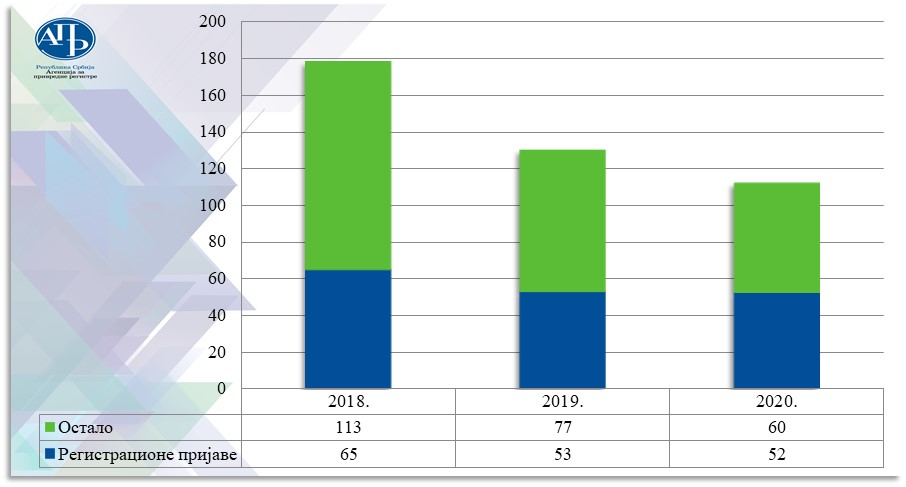 АПР
Република Србија
Агенција за
привредне регистре
200
180
160
140
120
100
80
60
40
20
0
2018. 2019. 2020.
Остало 113 77 60
Регистрационе пријаве 65 53 52